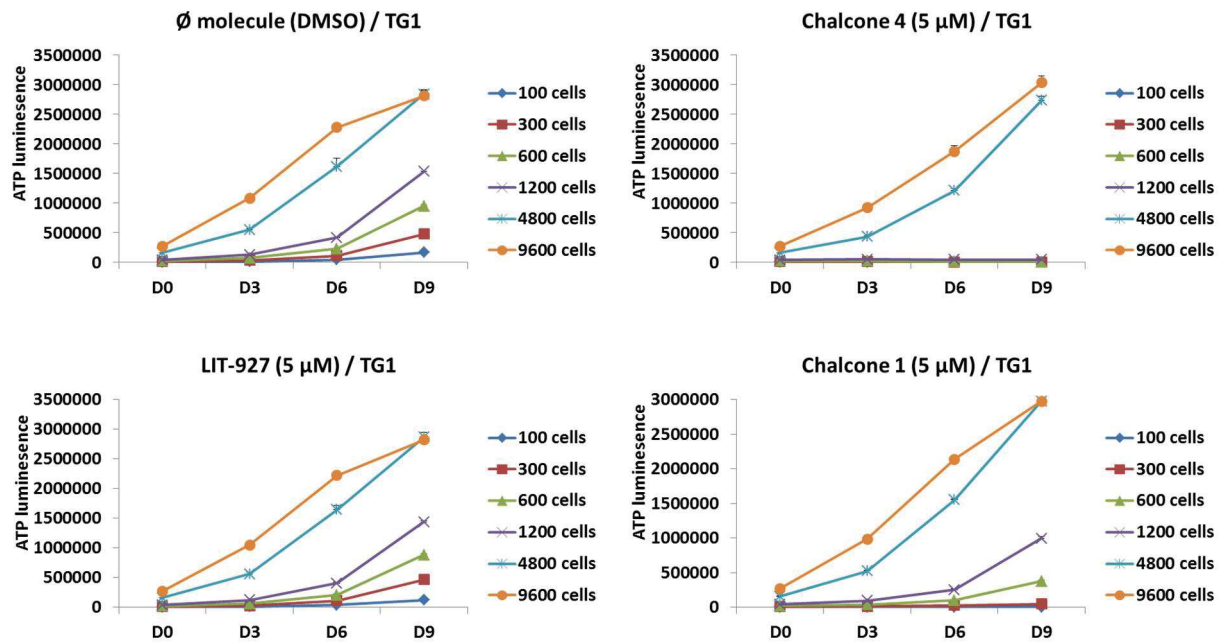 Ø molecule (DMSO) / TG1
ATP luminesence
3500000
3000000
2500000
2000000
1500000
1000000
500000
0
D0 D3 D6 D9
100 cells
300 cells
600 cells
1200 cells
4800 cells
9600 cells
Chalcone 4 (5 µM) / TG1
ATP luminesence
3500000
3000000
2500000
2000000
1500000
1000000
500000
0
D0 D3 D6 D9
100 cells
300 cells
600 cells
1200 cells
4800 cells
9600 cells
LIT-927 (5 µM) / TG1
ATP luminesence
3500000
3000000
2500000
2000000
1500000
1000000
500000
0
D0 D3 D6 D9
100 cells
300 cells
600 cells
1200 cells
4800 cells
9600 cells
Chalcone 1 (5 µM) / TG1
ATP luminesence
3000000
2500000
2000000
1500000
1000000
500000
0
D0 D3 D6 D9
100 cells
300 cells
600 cells
1200 cells
4800 cells
9600 cells